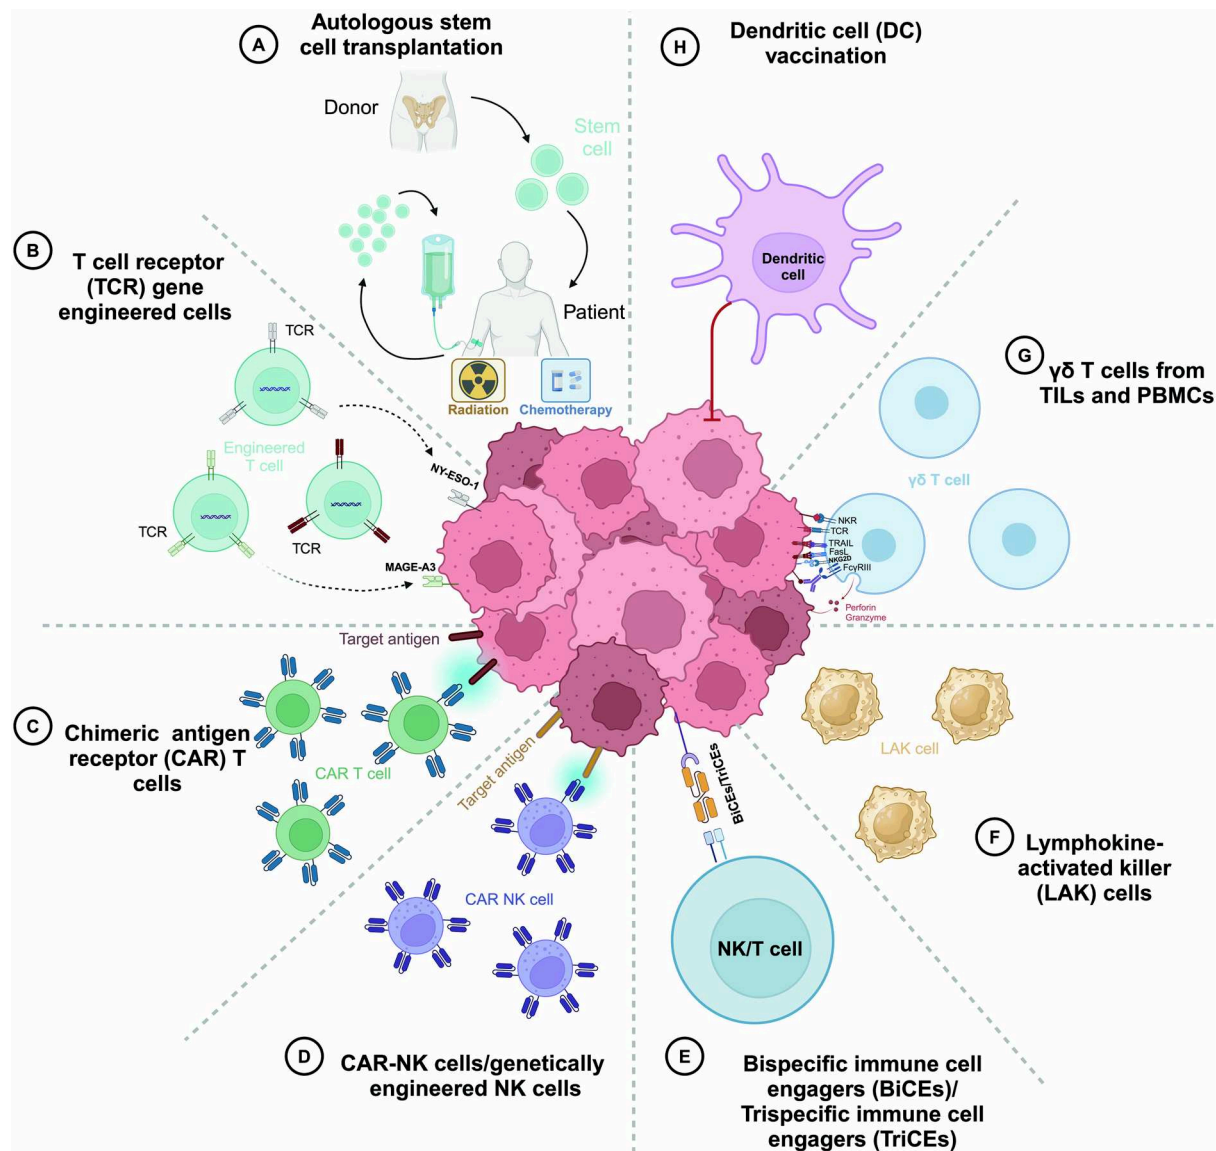 A
Autologous stem
cell transplantation
Donor
Stem
cell
Patient
Radiation
Chemotherapy
B
T cell receptor
(TCR) gene
engineered cells
TCR
Engineered
T cell
TCR
TCR
NY-ESO-1
MAGE-A3
C
Chimeric antigen
receptor (CAR) T
cells
Target antigen
CAR T cell
D
CAR-NK cells/genetically
engineered NK cells
Target antigen
CAR NK cell
E
Bispecific immune cell
engagers (BiCEs)/
Trispecific immune cell
engagers (TriCEs)
BiCEs/TriCEs
NK/T cell
F
Lymphokine-
activated killer
(LAK) cells
LAK cell
G
γδ T cells from
TILs and PBMCs
γδ T cell
NKR
TCR
TRAIL
FasL
NKG2D
FcγRIII
Perforin
Granzyme
H
Dendritic cell (DC)
vaccination
Dendritic
cell